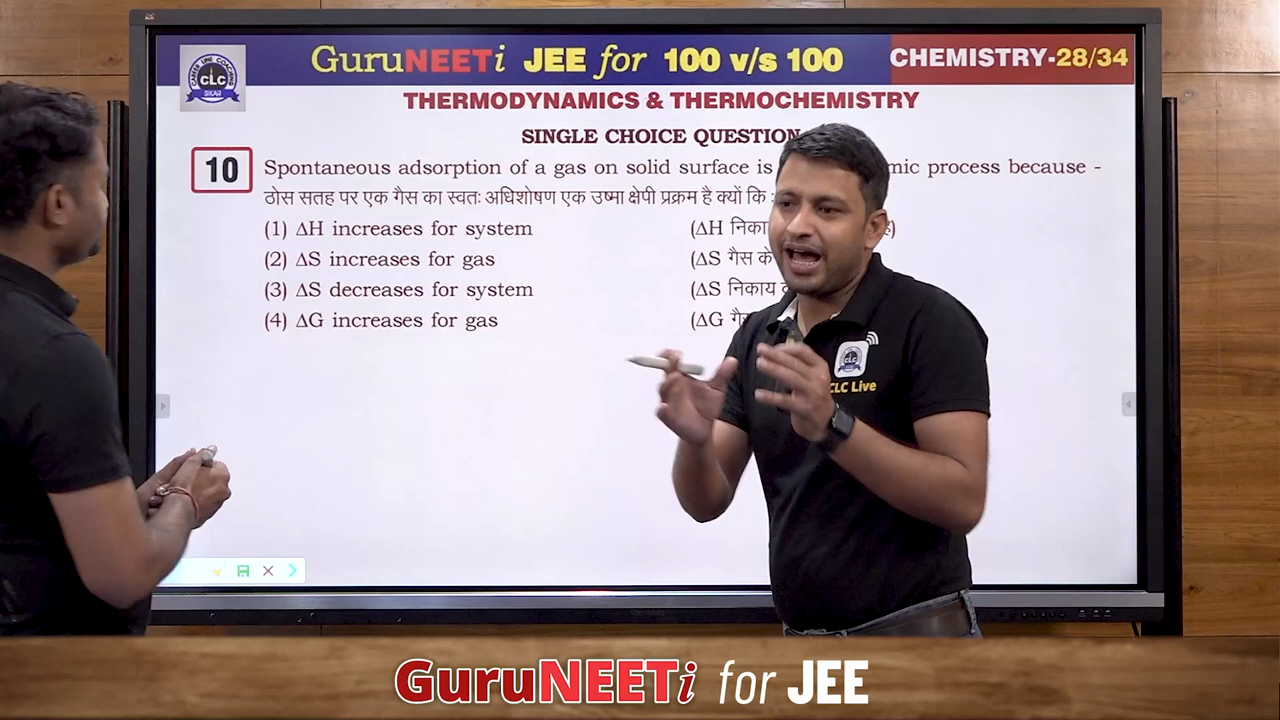 GuruNEETi JEE for 100 v/s 100
CHEMISTRY-28/34
CAREER LINE COACHING
CLC
SIKAR
THERMODYNAMICS & THERMOCHEMISTRY
SINGLE CHOICE QUESTION
10
Spontaneous adsorption of a gas on solid surface is mic process because -
ठोस सतह पर एक गैस का स्वतः अधिशोषण एक उष्मा क्षेपी प्रक्रम है क्यों कि
(1) ΔH increases for system (ΔH निका
(2) ΔS increases for gas (ΔS गैस के
(3) ΔS decreases for system (ΔS निकाय
(4) ΔG increases for gas (ΔG
CLC Live
GuruNEETi for JEE